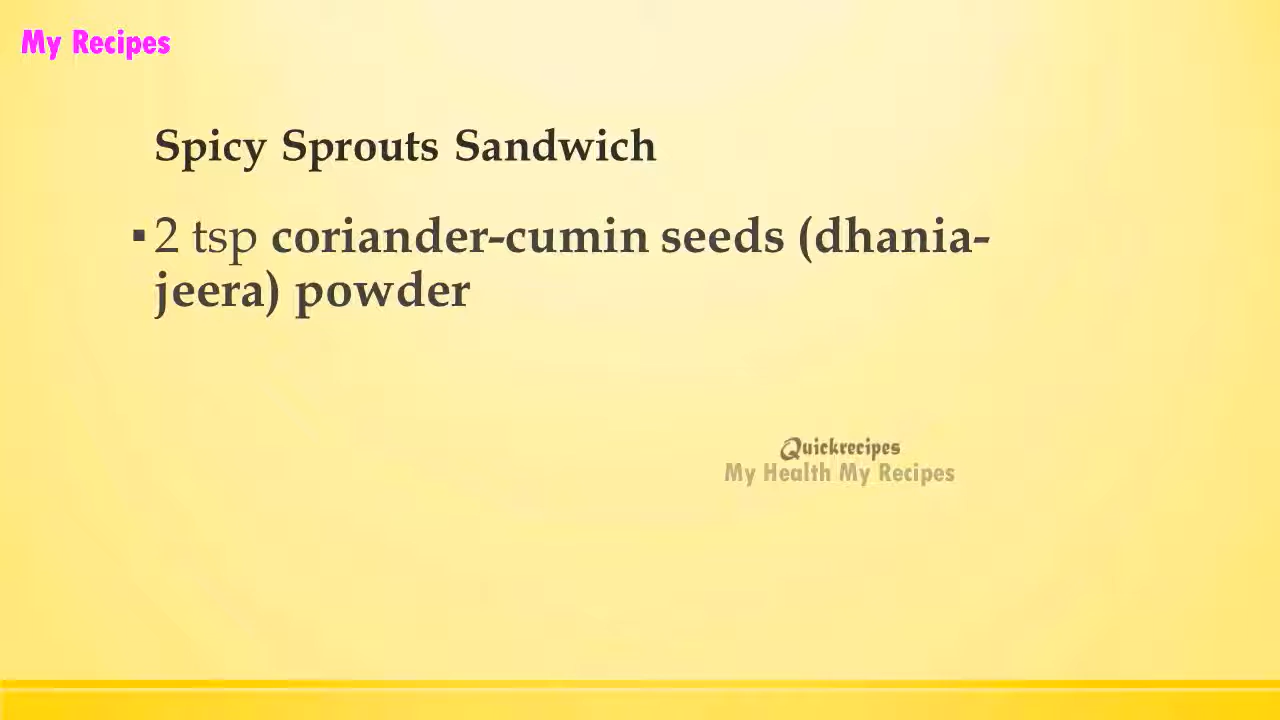 My Recipes
Spicy Sprouts Sandwich
▪2 tsp coriander-cumin seeds (dhania-
jeera) powder
Quickrecipes
My Health My Recipes